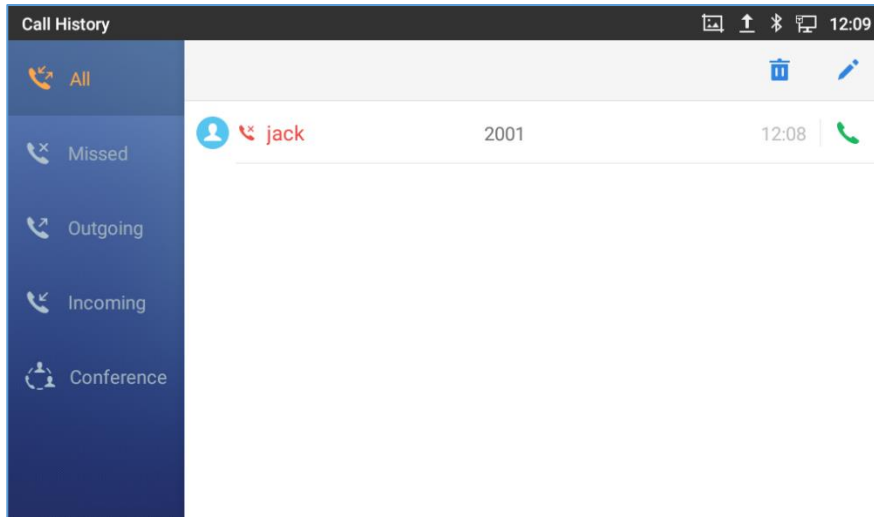 Call History 12:09
All
jack 2001 12:08
Missed
Outgoing
Incoming
Conference